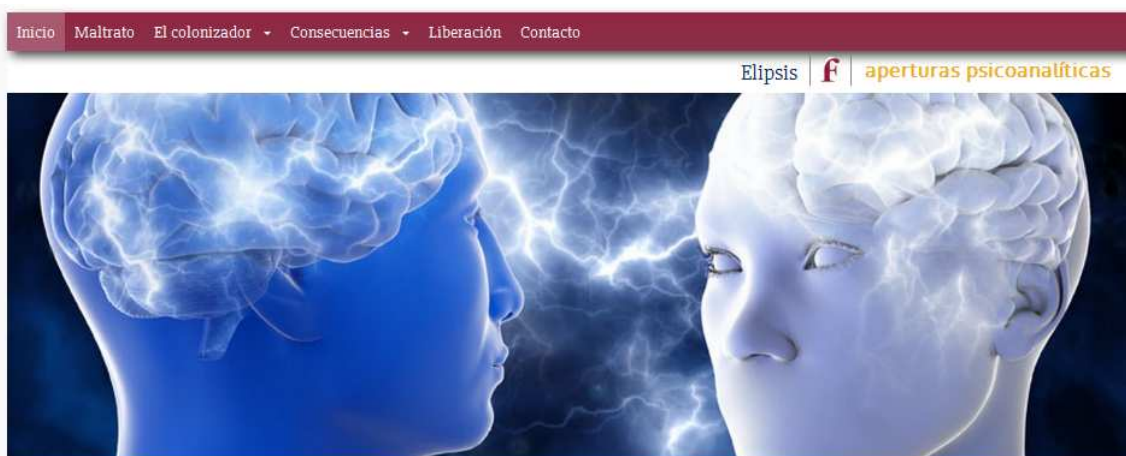 Inicio Maltrato El colonizador Consecuencias Liberación Contacto
Elipsis F aperturas psicoanalíticas